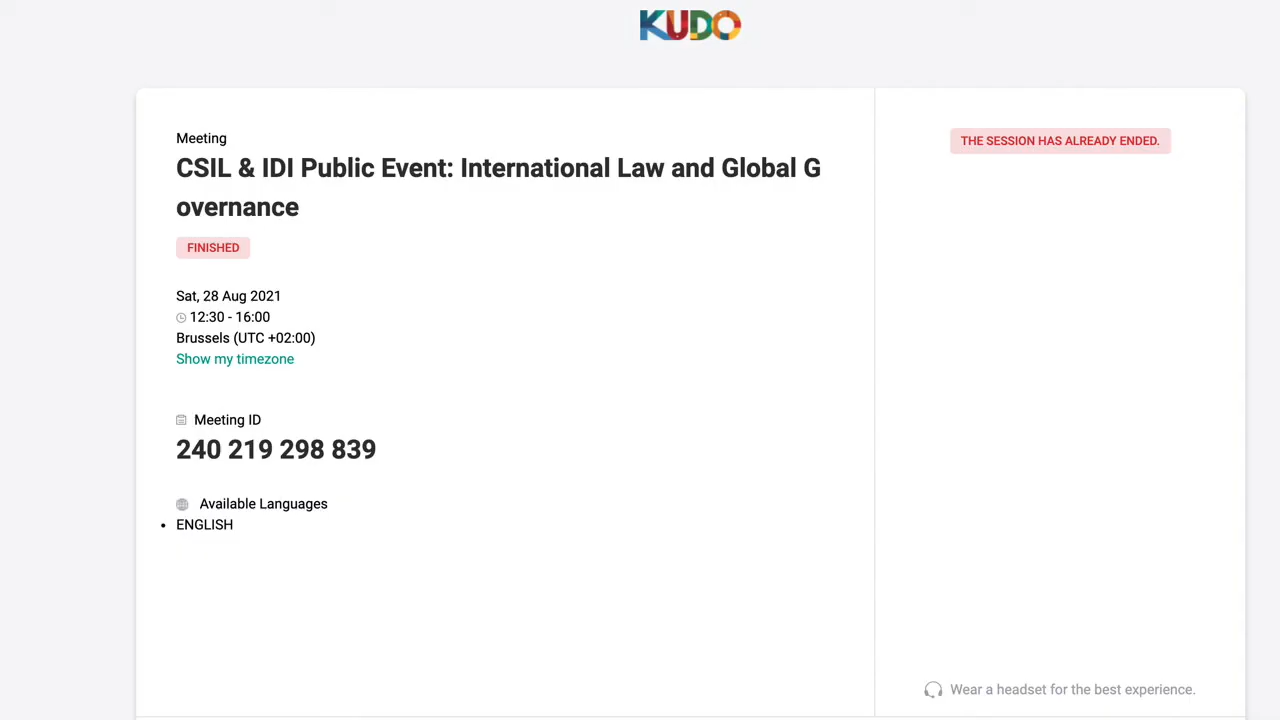 KUDO
Meeting
CSIL & IDI Public Event: International Law and Global G
overnance
FINISHED
Sat, 28 Aug 2021
12:30 - 16:00
Brussels (UTC +02:00)
Show my timezone
Meeting ID
240 219 298 839
Available Languages
• ENGLISH
THE SESSION HAS ALREADY ENDED.
Wear a headset for the best experience.